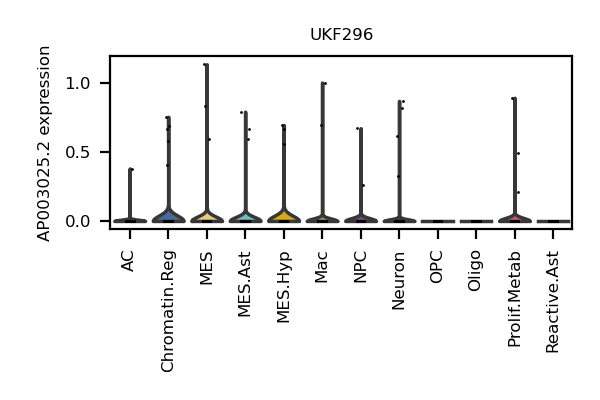 UKF296
AP003025.2 expression
1.0
0.5
0.0
AC
Chromatin.Reg
MES
MES.Ast
MES.Hyp
Mac
NPC
Neuron
OPC
Oligo
Prolif.Metab
Reactive.Ast